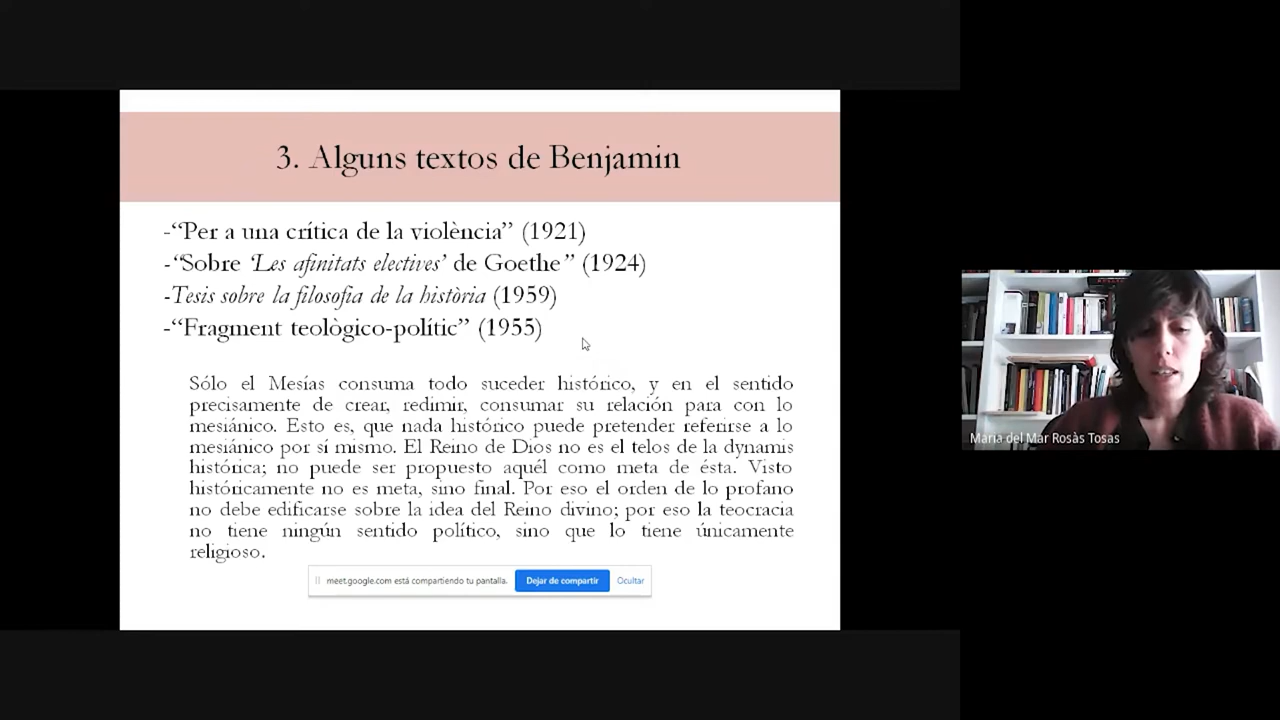 3. Alguns textos de Benjamin
-“Per a una crítica de la violència” (1921)
-“Sobre ‘Les afinitats electives’ de Goethe” (1924)
-Tesis sobre la filosofia de la història (1959)
-“Fragment teològico-polític” (1955)
Sólo el Mesías consuma todo suceder histórico, y en el sentido
precisamente de crear, redimir, consumar su relación para con lo
mesiánico. Esto es, que nada histórico puede pretender referirse a lo
mesiánico por sí mismo. El Reino de Dios no es el telos de la dynamis
histórica; no puede ser propuesto aquél como meta de ésta. Visto
históricamente no es meta, sino final. Por eso el orden de lo profano
no debe edificarse sobre la idea del Reino divino; por eso la teocracia
no tiene ningún sentido político, sino que lo tiene únicamente
religioso.
meet.google.com está compartiendo tu pantalla. Dejar de compartir Ocultar
Maria del Mar Rosàs Tosas